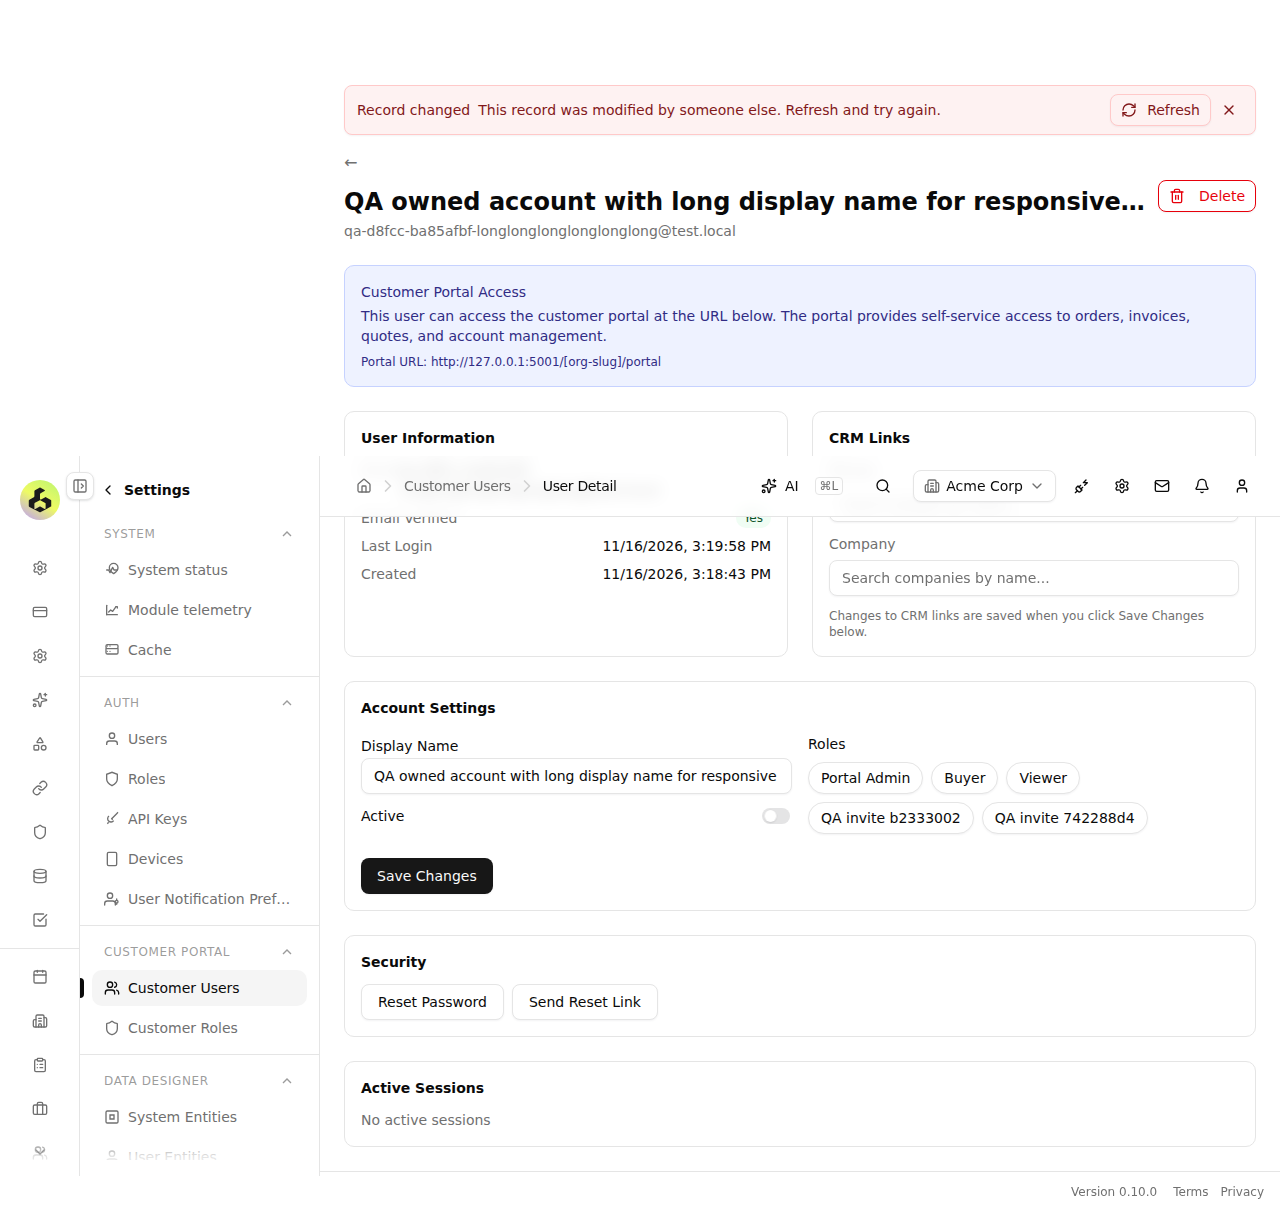 Record changed This record was modified by someone else. Refresh and try again.
Refresh
←
QA owned account with long display name for responsive...
Delete
qa-d8fcc-ba85afbf-longlonglonglonglonglong@test.local
Customer Portal Access
This user can access the customer portal at the URL below. The portal provides self-service access to orders, invoices,
quotes, and account management.
Portal URL: http://127.0.0.1:5001/[org-slug]/portal
User Information
CRM Links
Settings
Customer Users
User Detail
AI
⌘L
Acme Corp
SYSTEM
System status
Module telemetry
Cache
AUTH
Users
Roles
API Keys
Devices
User Notification Pref...
CUSTOMER PORTAL
Customer Users
Customer Roles
DATA DESIGNER
System Entities
User Entities
Email Verified
Yes
Last Login
11/16/2026, 3:19:58 PM
Created
11/16/2026, 3:18:43 PM
Company
Search companies by name...
Changes to CRM links are saved when you click Save Changes
below.
Account Settings
Display Name
QA owned account with long display name for responsive
Active
Roles
Portal Admin
Buyer
Viewer
QA invite b2333002
QA invite 742288d4
Save Changes
Security
Reset Password
Send Reset Link
Active Sessions
No active sessions
Version 0.10.0
Terms
Privacy